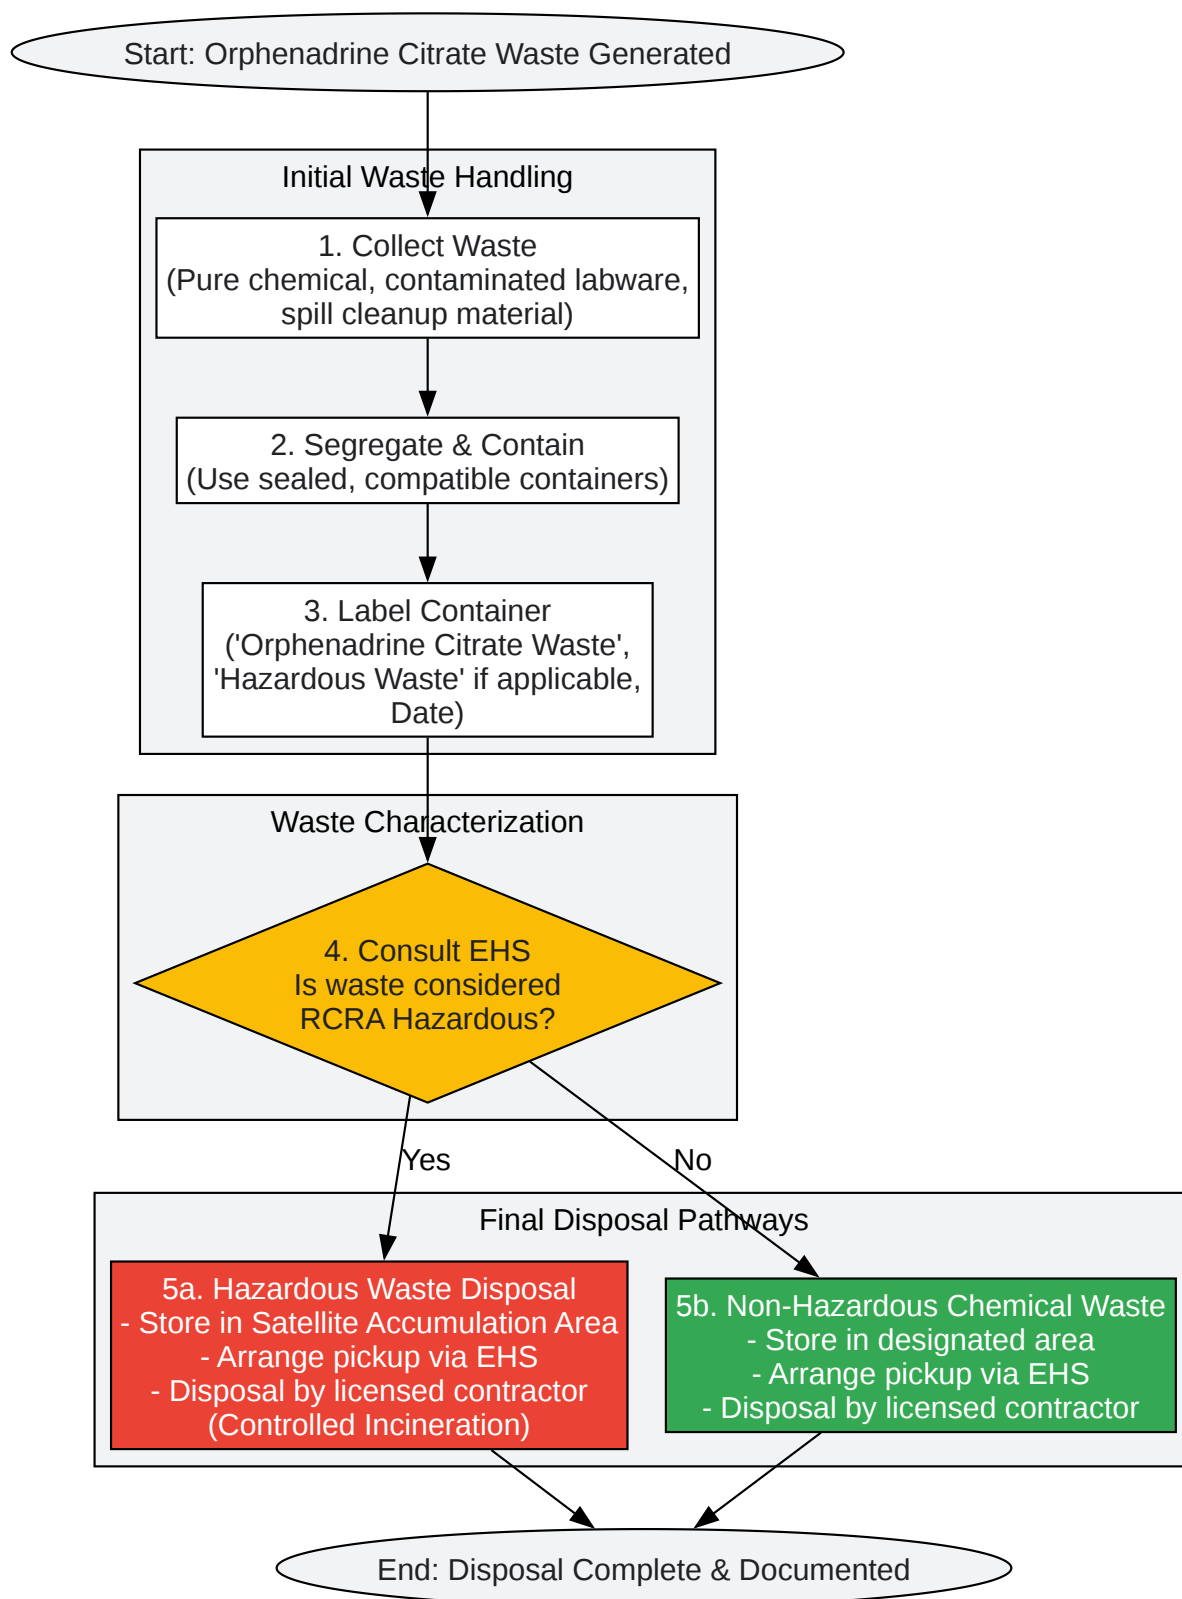 Start: Orphenadrine Citrate Waste Generated
Initial Waste Handling
1. Collect Waste
(Pure chemical, contaminated labware,
spill cleanup material)
2. Segregate & Contain
(Use sealed, compatible containers)
3. Label Container
('Orphenadrine Citrate Waste',
'Hazardous Waste' if applicable,
Date)
Waste Characterization
4. Consult EHS
Is waste considered
RCRA Hazardous?
Yes
No
Final Disposal Pathways
5a. Hazardous Waste Disposal
- Store in Satellite Accumulation Area
- Arrange pickup via EHS
- Disposal by licensed contractor
(Controlled Incineration)
5b. Non-Hazardous Chemical Waste
- Store in designated area
- Arrange pickup via EHS
- Disposal by licensed contractor
End: Disposal Complete & Documented